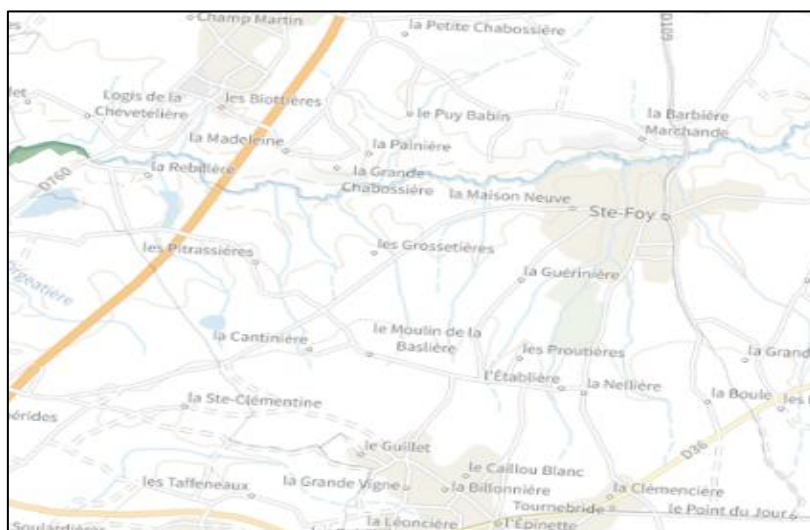 Champ Martin
la Petite Chabossière
D109
Logis de la
Chevetelière
les Biottières
le Puy Babin
la Barbière
Marchande
la Madeleine
la Painière
la Rebillère
la Grande
Chabossière
D760
la Maison Neuve
Ste-Foy
les Pitrassières
les Grossetières
la Guérinière
la Cantinière
le Moulin de la
Baslière
les Proutières
la Grand
l'Établière
la Nellière
la Boule
les
la Ste-Clémentine
le Guillet
D36
le Caillou Blanc
les Taffeneaux
la Grande Vigne
la Billonnière
la Clémencière
Tournebride
le Point du Jour
la Léoncière
l'Épinette